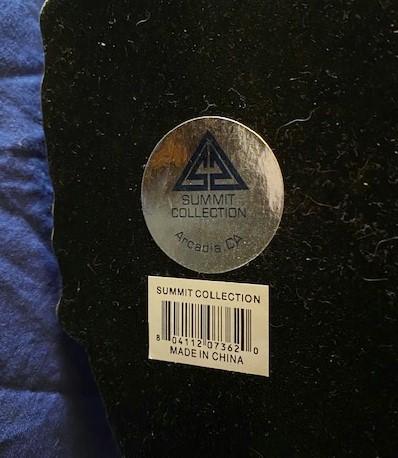 SUMMIT
COLLECTION
Arcadia, CA
SUMMIT COLLECTION
8 04112 07362 0
MADE IN CHINA